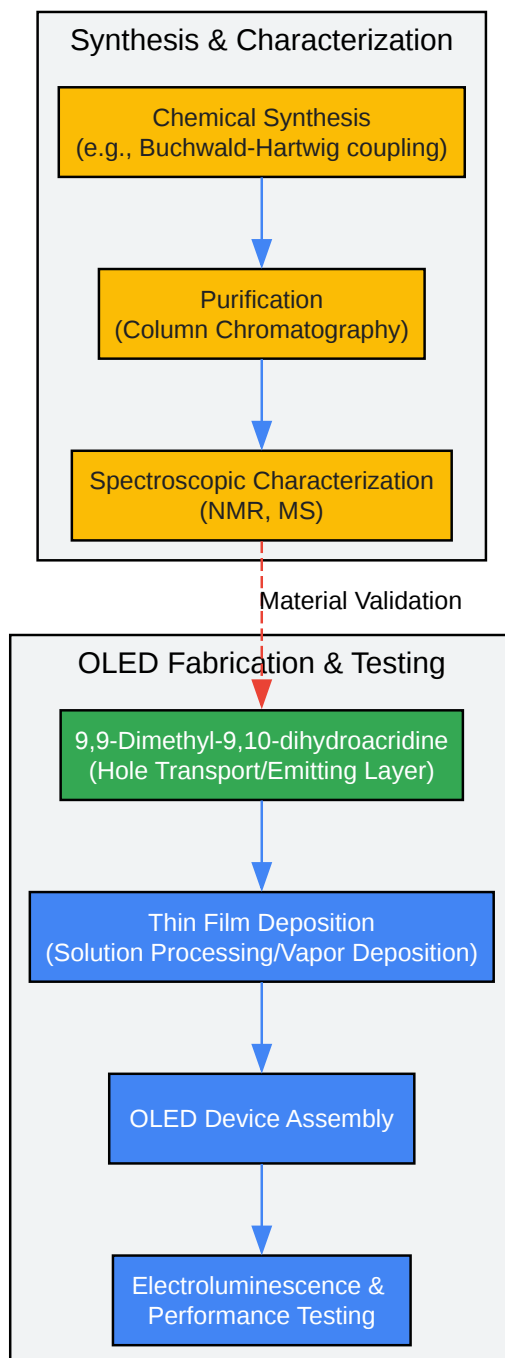 Synthesis & Characterization
Chemical Synthesis
(e.g., Buchwald-Hartwig coupling)
Purification
(Column Chromatography)
Spectroscopic Characterization
(NMR, MS)
Material Validation
OLED Fabrication & Testing
9,9-Dimethyl-9,10-dihydroacridine
(Hole Transport/Emitting Layer)
Thin Film Deposition
(Solution Processing/Vapor Deposition)
OLED Device Assembly
Electroluminescence &
Performance Testing